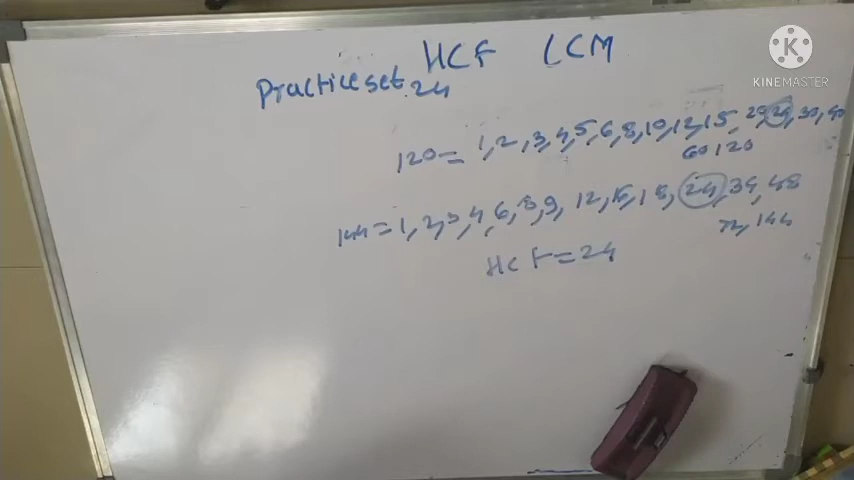 HCF LCM
Practice set 24
120 = 1, 2, 3, 4, 5, 6, 8, 10, 12, 15, 20, 24, 30, 40
60, 120
144 = 1, 2, 3, 4, 6, 8, 9, 12, 16, 18, 24, 36, 48
72, 144
HCF = 24
K
KINEMASTER